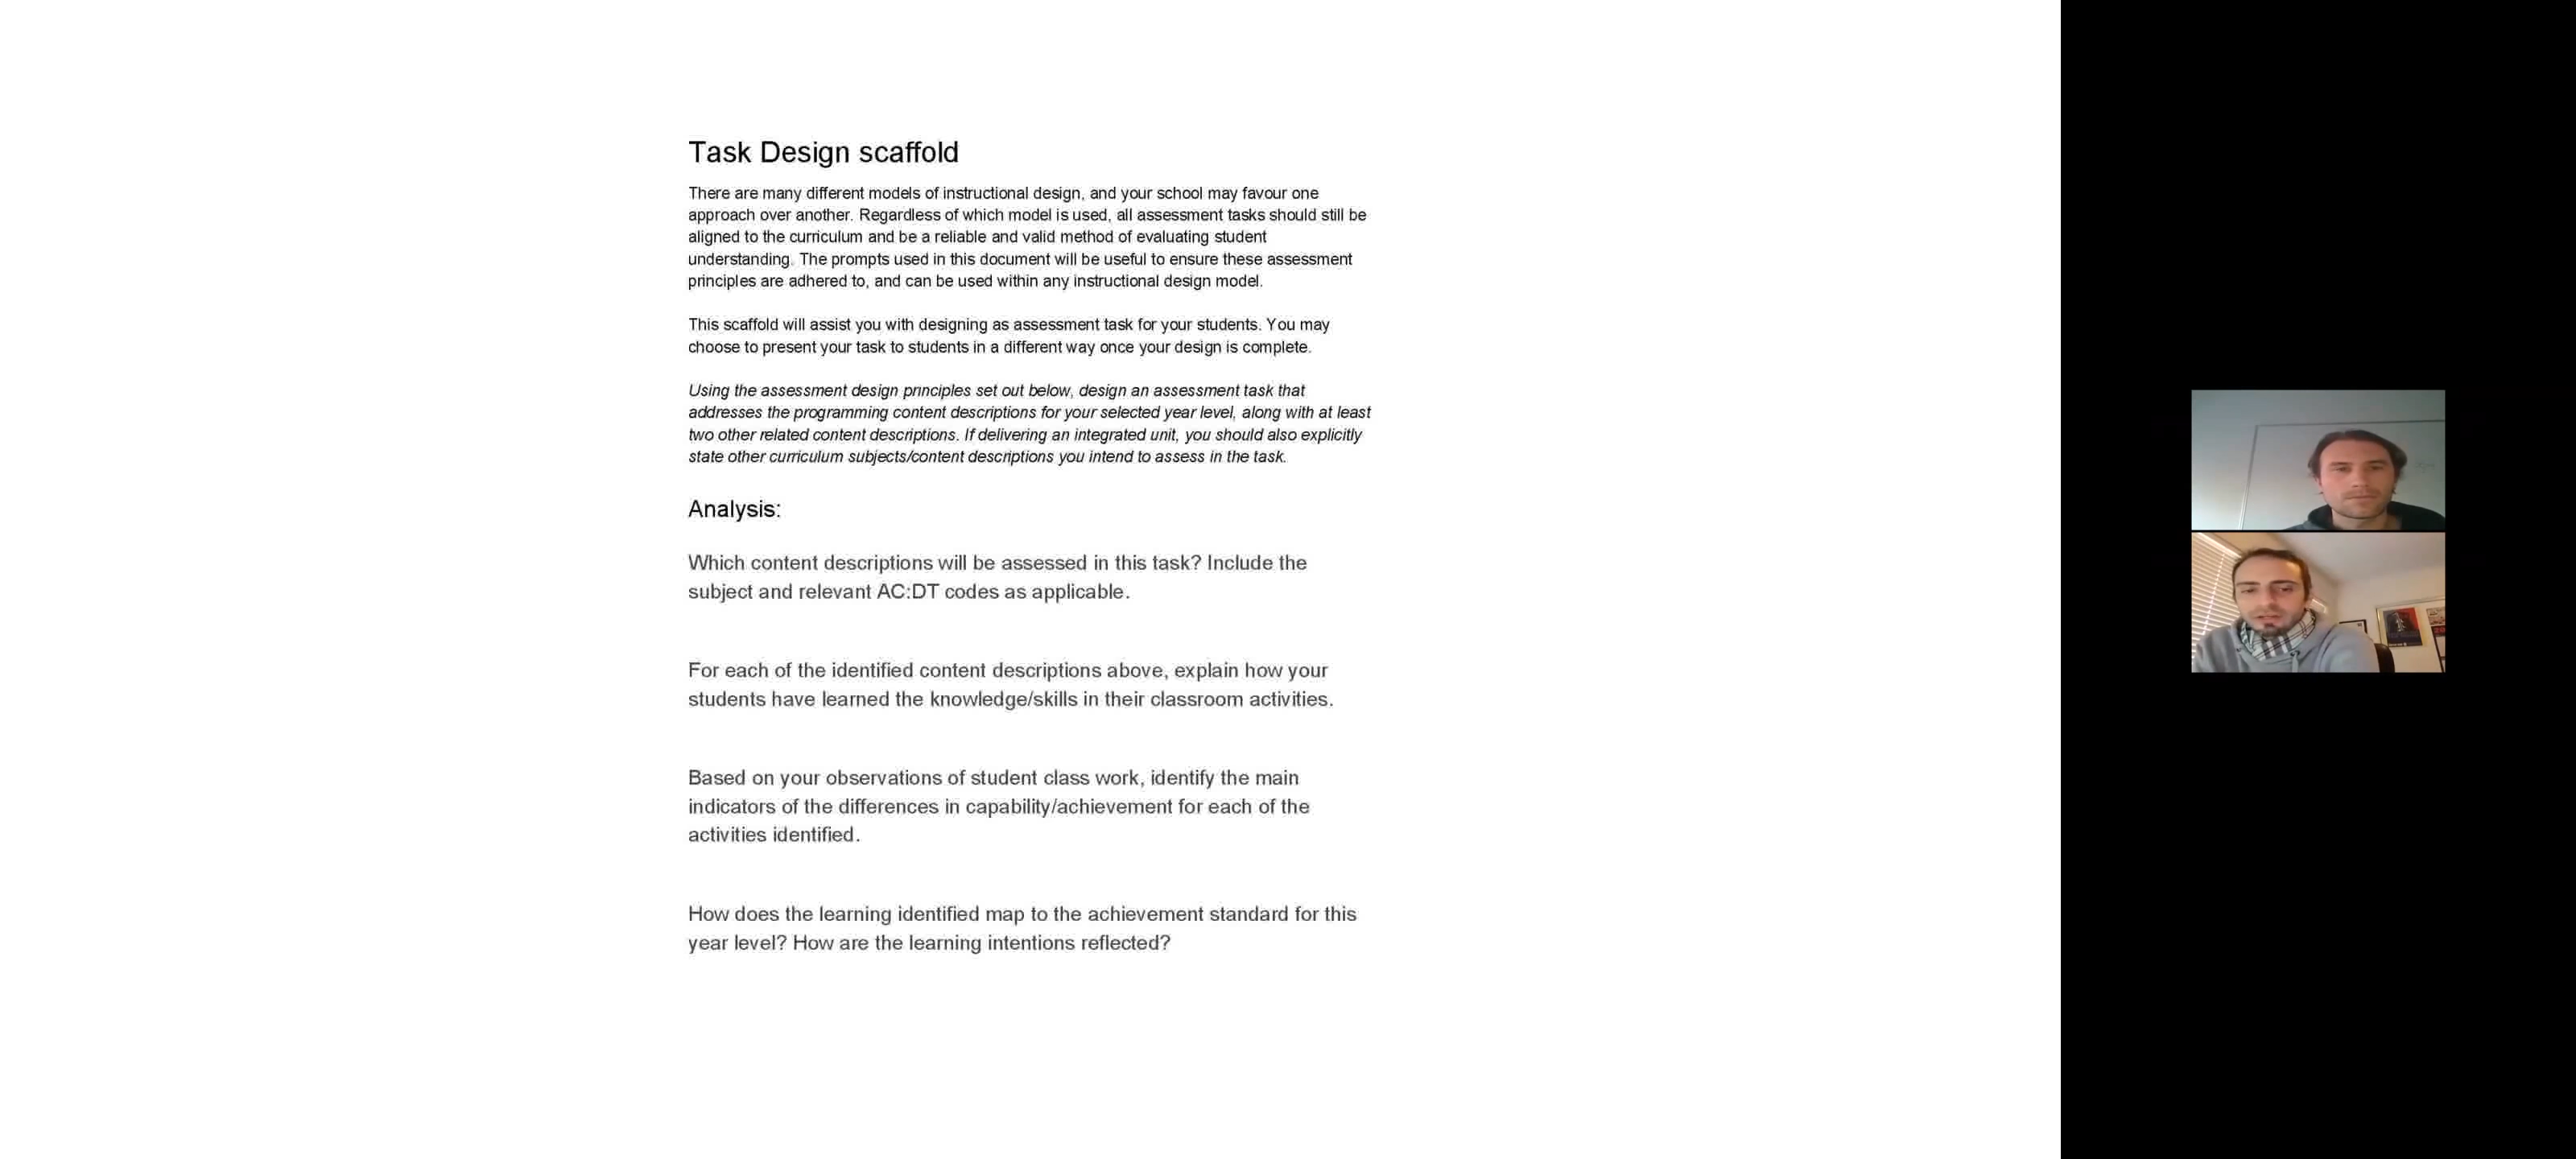 Task Design scaffold
There are many different models of instructional design, and your school may favour one
approach over another. Regardless of which model is used, all assessment tasks should still be
aligned to the curriculum and be a reliable and valid method of evaluating student
understanding. The prompts used in this document will be useful to ensure these assessment
principles are adhered to, and can be used within any instructional design model.
This scaffold will assist you with designing as assessment task for your students. You may
choose to present your task to students in a different way once your design is complete.
Using the assessment design principles set out below, design an assessment task that
addresses the programming content descriptions for your selected year level, along with at least
two other related content descriptions. If delivering an integrated unit, you should also explicitly
state other curriculum subjects/content descriptions you intend to assess in the task.
Analysis:
Which content descriptions will be assessed in this task? Include the
subject and relevant AC:DT codes as applicable.
For each of the identified content descriptions above, explain how your
students have learned the knowledge/skills in their classroom activities.
Based on your observations of student class work, identify the main
indicators of the differences in capability/achievement for each of the
activities identified.
How does the learning identified map to the achievement standard for this
year level? How are the learning intentions reflected?